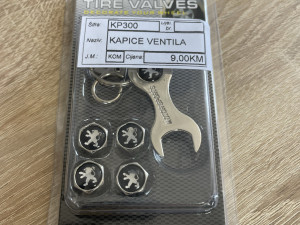 TIRE VALVES
Šifra: KP300
Naziv: KAPICE VENTILA
J.M.: KOM Cijena: 9,00KM